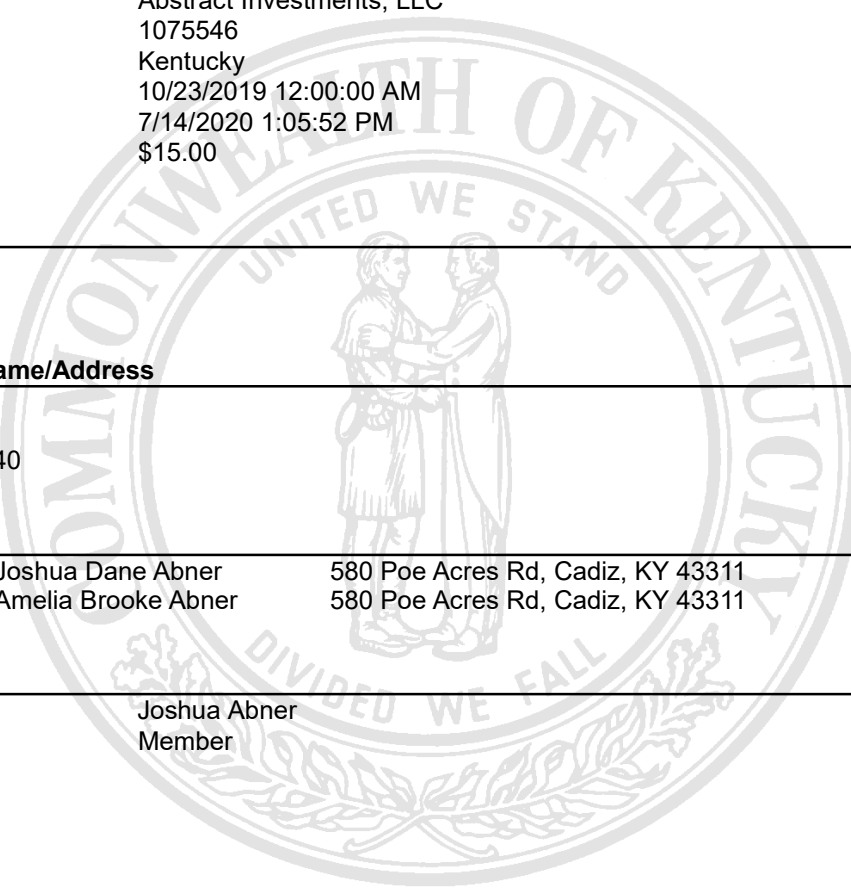 Abstract Investments, LLC
1075546
Kentucky
10/23/2019 12:00:00 AM
7/14/2020 1:05:52 PM
$15.00
COMMONWEALTH OF KENTUCKY
UNITED WE STAND
ame/Address
40
Joshua Dane Abner 580 Poe Acres Rd, Cadiz, KY 43311
Amelia Brooke Abner 580 Poe Acres Rd, Cadiz, KY 43311
DIVIDED WE FALL
Joshua Abner
Member